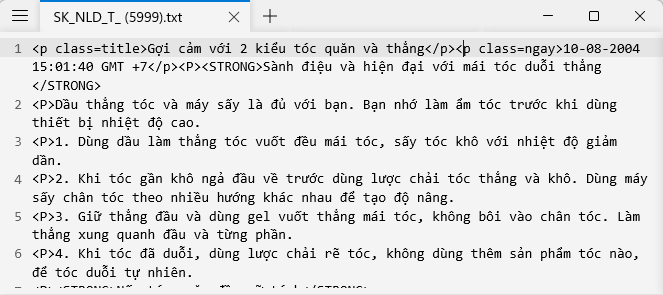 SK_NLD_T_ (5999).txt
1 <p class=title>Gợi cảm với 2 kiểu tóc quăn và thẳng</p><p class=ngay>10-08-2004
15:01:40 GMT +7</p><P><STRONG>Sành điệu và hiện đại với mái tóc duỗi thẳng
</STRONG>
2 <P>Dầu thẳng tóc và máy sấy là đủ với bạn. Bạn nhớ làm ẩm tóc trước khi dùng
thiết bị nhiệt độ cao.
3 <P>1. Dùng dầu làm thẳng tóc vuốt đều mái tóc, sấy tóc khô với nhiệt độ giảm
dần.
4 <P>2. Khi tóc gần khô ngả đầu về trước dùng lược chải tóc thẳng và khô. Dùng máy
sấy chân tóc theo nhiều hướng khác nhau để tạo độ nâng.
5 <P>3. Giữ thẳng đầu và dùng gel vuốt thẳng mái tóc, không bôi vào chân tóc. Làm
thẳng xung quanh đầu và từng phần.
6 <P>4. Khi tóc đã duỗi, dùng lược chải rẽ tóc, không dùng thêm sản phẩm tóc nào,
để tóc duỗi tự nhiên.